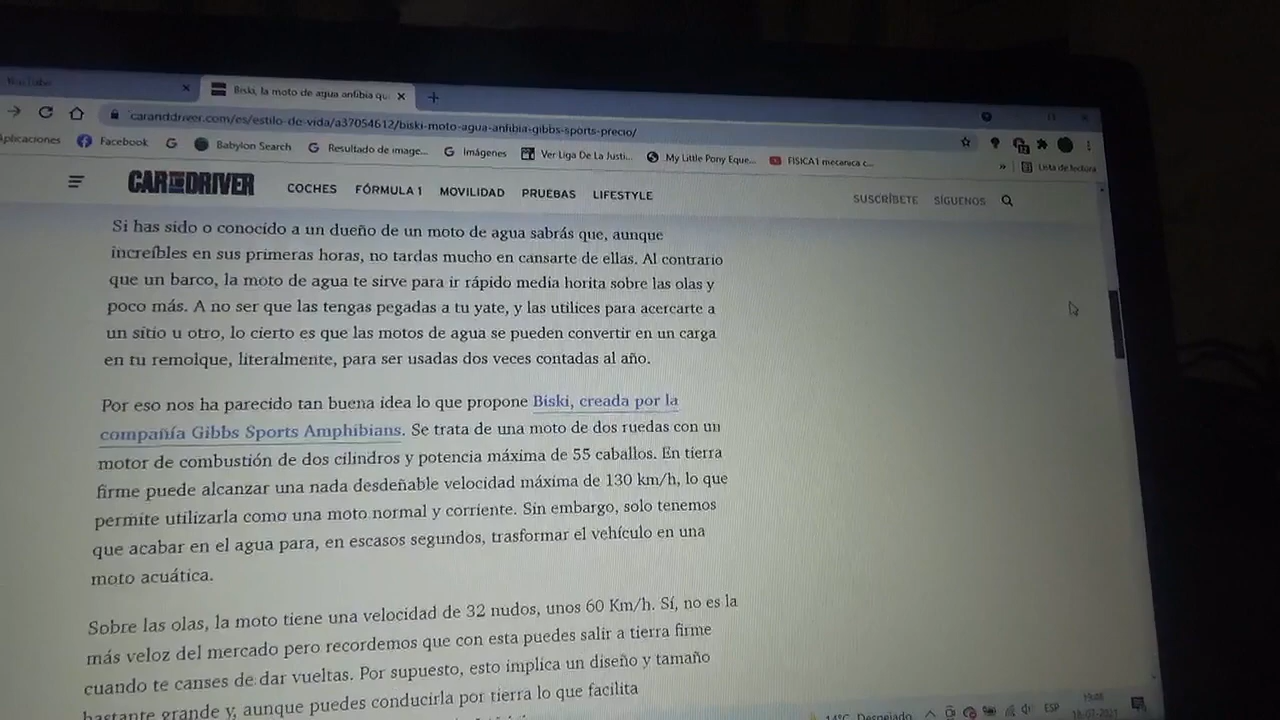 YouTube
Biski, la moto de agua anfibia qu
caranddriver.com/es/estilo-de-vida/a37054612/biski-moto-agua-anfibia-gibbs-sports-precio/
Aplicaciones Facebook Babylon Search Resultado de image... Imágenes Ver Liga De La Justi... My Little Pony Eque... FISICA1 mecanica c... » Lista de lectura
CAR AND DRIVER COCHES FÓRMULA 1 MOVILIDAD PRUEBAS LIFESTYLE SUSCRÍBETE SÍGUENOS
Si has sido o conocido a un dueño de un moto de agua sabrás que, aunque
increíbles en sus primeras horas, no tardas mucho en cansarte de ellas. Al contrario
que un barco, la moto de agua te sirve para ir rápido media horita sobre las olas y
poco más. A no ser que las tengas pegadas a tu yate, y las utilices para acercarte a
un sitio u otro, lo cierto es que las motos de agua se pueden convertir en un carga
en tu remolque, literalmente, para ser usadas dos veces contadas al año.
Por eso nos ha parecido tan buena idea lo que propone Biski, creada por la
compañía Gibbs Sports Amphibians. Se trata de una moto de dos ruedas con un
motor de combustión de dos cilindros y potencia máxima de 55 caballos. En tierra
firme puede alcanzar una nada desdeñable velocidad máxima de 130 km/h, lo que
permite utilizarla como una moto normal y corriente. Sin embargo, solo tenemos
que acabar en el agua para, en escasos segundos, trasformar el vehículo en una
moto acuática.
Sobre las olas, la moto tiene una velocidad de 32 nudos, unos 60 Km/h. Sí, no es la
más veloz del mercado pero recordemos que con esta puedes salir a tierra firme
cuando te canses de dar vueltas. Por supuesto, esto implica un diseño y tamaño
bastante grande y, aunque puedes conducirla por tierra lo que facilita
14°C Despejado ESP
18-07-2021